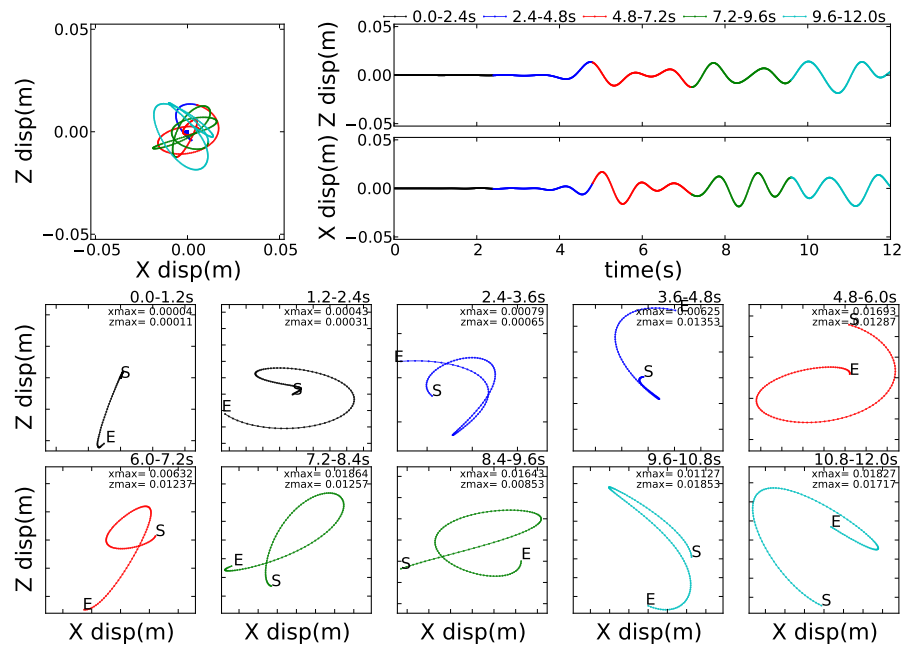 0.0-2.4s 2.4-4.8s 4.8-7.2s 7.2-9.6s 9.6-12.0s
0.05
0.00
−0.05
Z disp(m)
−0.05 0.00 0.05
X disp(m)
0.05
0.00
−0.05
Z disp(m)
0.05
0.00
−0.05
X disp(m)
0 2 4 6 8 10 12
time(s)
0.0-1.2s 1.2-2.4s 2.4-3.6s 3.6-4.8s 4.8-6.0s
xmax= 0.00004 xmax= 0.00043 xmax= 0.00079 xmax= 0.00625 xmax= 0.01693
zmax= 0.00011 zmax= 0.00031 zmax= 0.00065 zmax= 0.01353 zmax= 0.01287
Z disp(m)
S E S E S E S E S E
6.0-7.2s 7.2-8.4s 8.4-9.6s 9.6-10.8s 10.8-12.0s
xmax= 0.00632 xmax= 0.01864 xmax= 0.01643 xmax= 0.01127 xmax= 0.01827
zmax= 0.01237 zmax= 0.01257 zmax= 0.00853 zmax= 0.01853 zmax= 0.01717
Z disp(m)
S E S E S E S E S E
X disp(m) X disp(m) X disp(m) X disp(m) X disp(m)